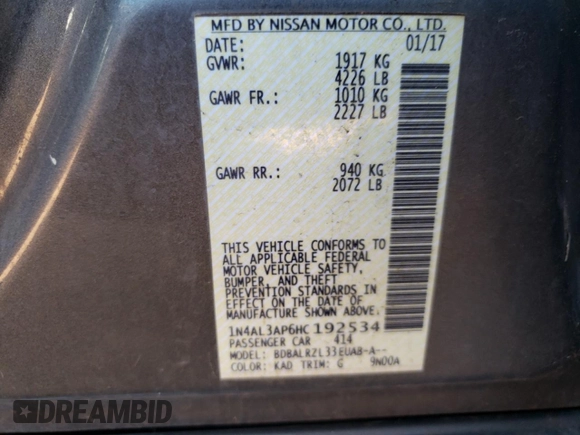 MFD BY NISSAN MOTOR CO., LTD.
DATE: 01/17
GVWR: 1917 KG
4226 LB
GAWR FR.: 1010 KG
2227 LB
GAWR RR.: 940 KG
2072 LB
THIS VEHICLE CONFORMS TO
ALL APPLICABLE FEDERAL
MOTOR VEHICLE SAFETY,
BUMPER, AND THEFT
PREVENTION STANDARDS IN
EFFECT ON THE DATE OF
MANUFACTURE SHOWN ABOVE.
1N4AL3AP6HC192534
PASSENGER CAR 414
MODEL: BDBALRZL33EUAB-A--
COLOR: KAD TRIM: G 9N00A
DREAMBID